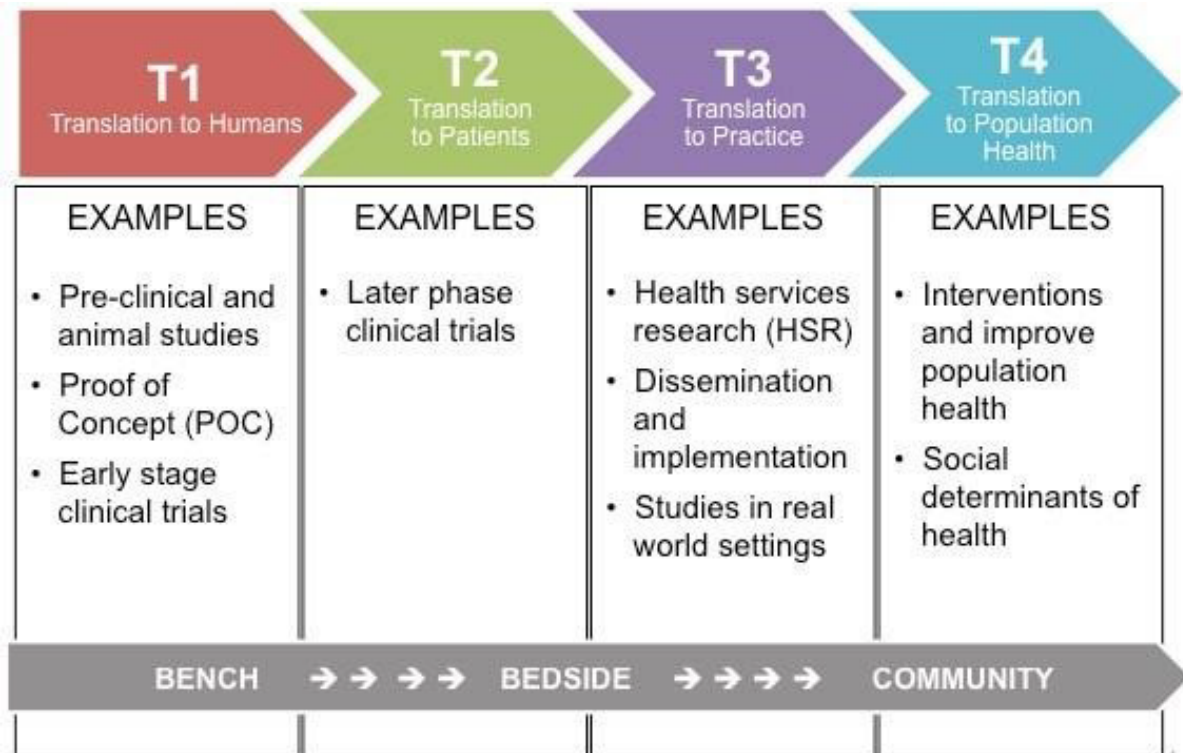 T1
Translation to Humans
T2
Translation
to Patients
T3
Translation
to Practice
T4
Translation
to Population
Health
EXAMPLES
• Pre-clinical and
animal studies
• Proof of
Concept (POC)
• Early stage
clinical trials
EXAMPLES
• Later phase
clinical trials
EXAMPLES
• Health services
research (HSR)
• Dissemination
and
implementation
• Studies in real
world settings
EXAMPLES
• Interventions
and improve
population
health
• Social
determinants of
health
BENCH → → → → BEDSIDE → → → → COMMUNITY